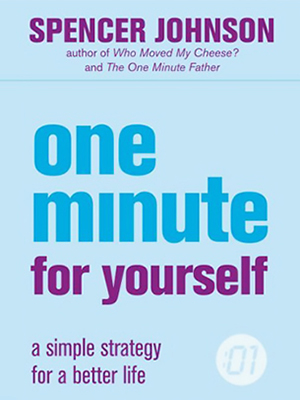 SPENCER JOHNSON
author of Who Moved My Cheese?
and The One Minute Father
one
minute
for yourself
a simple strategy
for a better life
:01